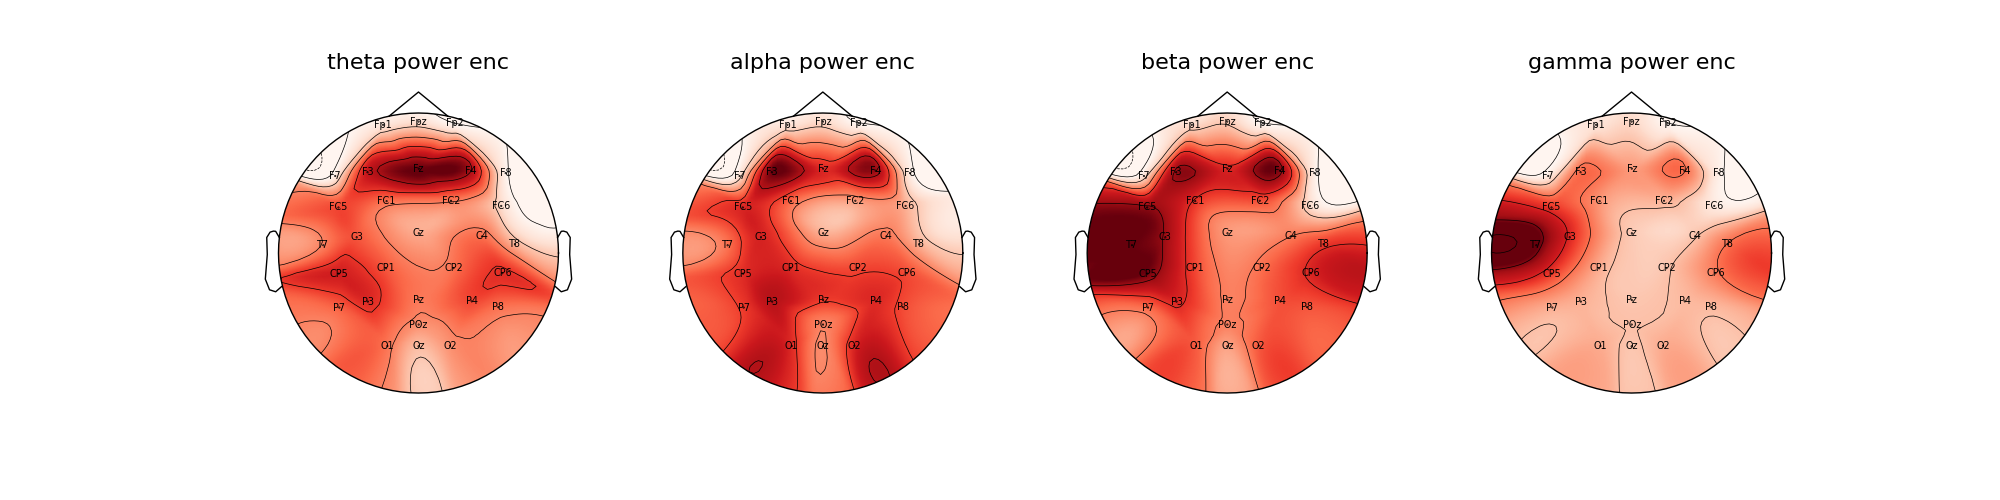 theta power enc alpha power enc beta power enc gamma power enc
Fp1 Fpz Fp2 Fp1 Fpz Fp2 Fp1 Fpz Fp2 Fp1 Fpz Fp2
F7 F3 Fz F4 F8 F7 F3 Fz F4 F8 F7 F3 Fz F4 F8 F7 F3 Fz F4 F8
FC5 FC1 FC2 FC6 FC5 FC1 FC2 FC6 FC5 FC1 FC2 FC6 FC5 FC1 FC2 FC6
T7 C3 Cz C4 T8 T7 C3 Cz C4 T8 T7 C3 Cz C4 T8 T7 C3 Cz C4 T8
CP5 CP1 CP2 CP6 CP5 CP1 CP2 CP6 CP5 CP1 CP2 CP6 CP5 CP1 CP2 CP6
P7 P3 Pz P4 P8 P7 P3 Pz P4 P8 P7 P3 Pz P4 P8 P7 P3 Pz P4 P8
POz POz POz POz
O1 Oz O2 O1 Oz O2 O1 Oz O2 O1 Oz O2